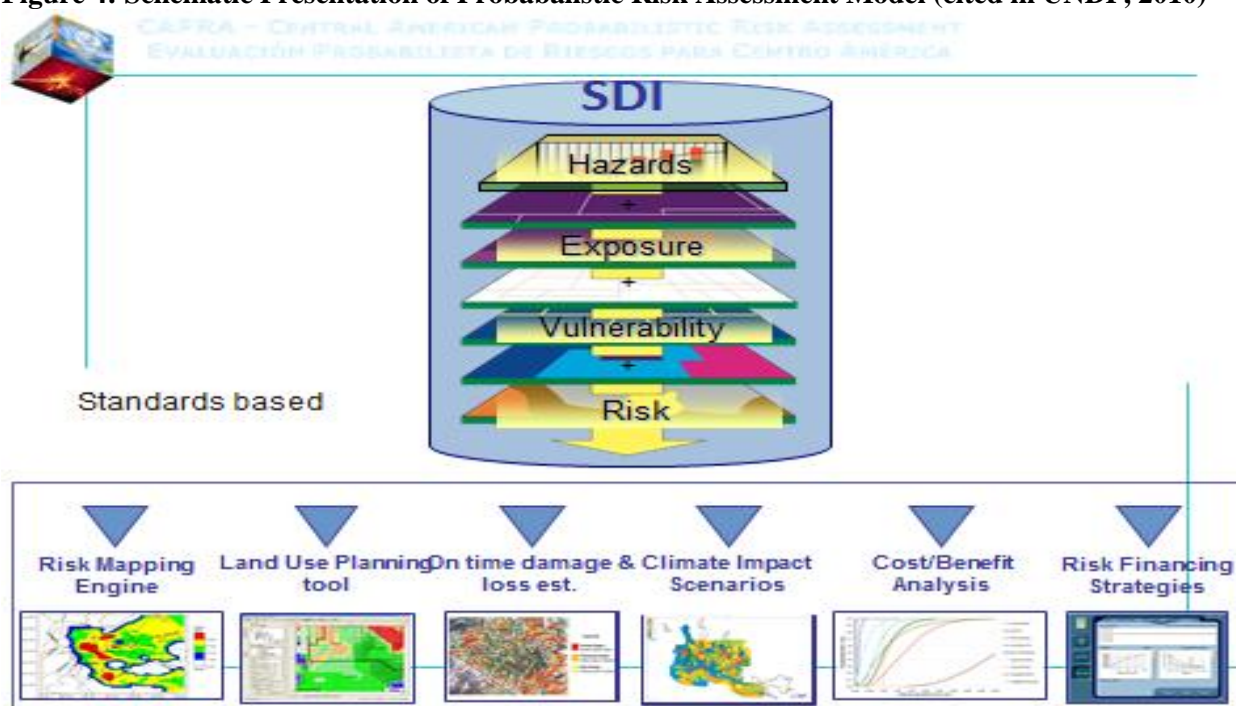 Figure 4: Schematic Presentation of Probabalistic Risk Assessment Model (cited in UNDP, 2010)
CAPRA - CENTRAL AMERICAN PROBABILISTIC RISK ASSESSMENT
EVALUACIÓN PROBABILISTA DE RIESGOS PARA CENTRO AMÉRICA
SDI
Hazards
+
Exposure
+
Vulnerability
+
Risk
Standards based
Risk Mapping
Engine
Land Use Planning
tool
On time damage &
loss est.
Climate Impact
Scenarios
Cost/Benefit
Analysis
Risk Financing
Strategies